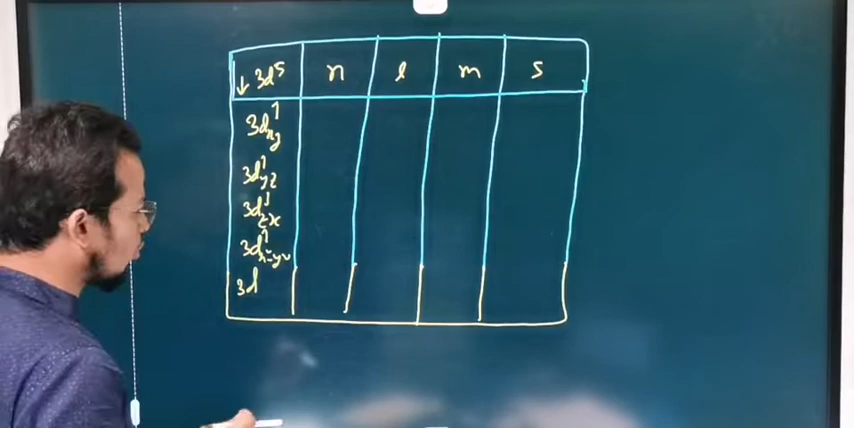 ↓ 3d⁵ n l m s
3d¹xy
3d¹yz
3d¹zx
3d¹x²-y²
3d